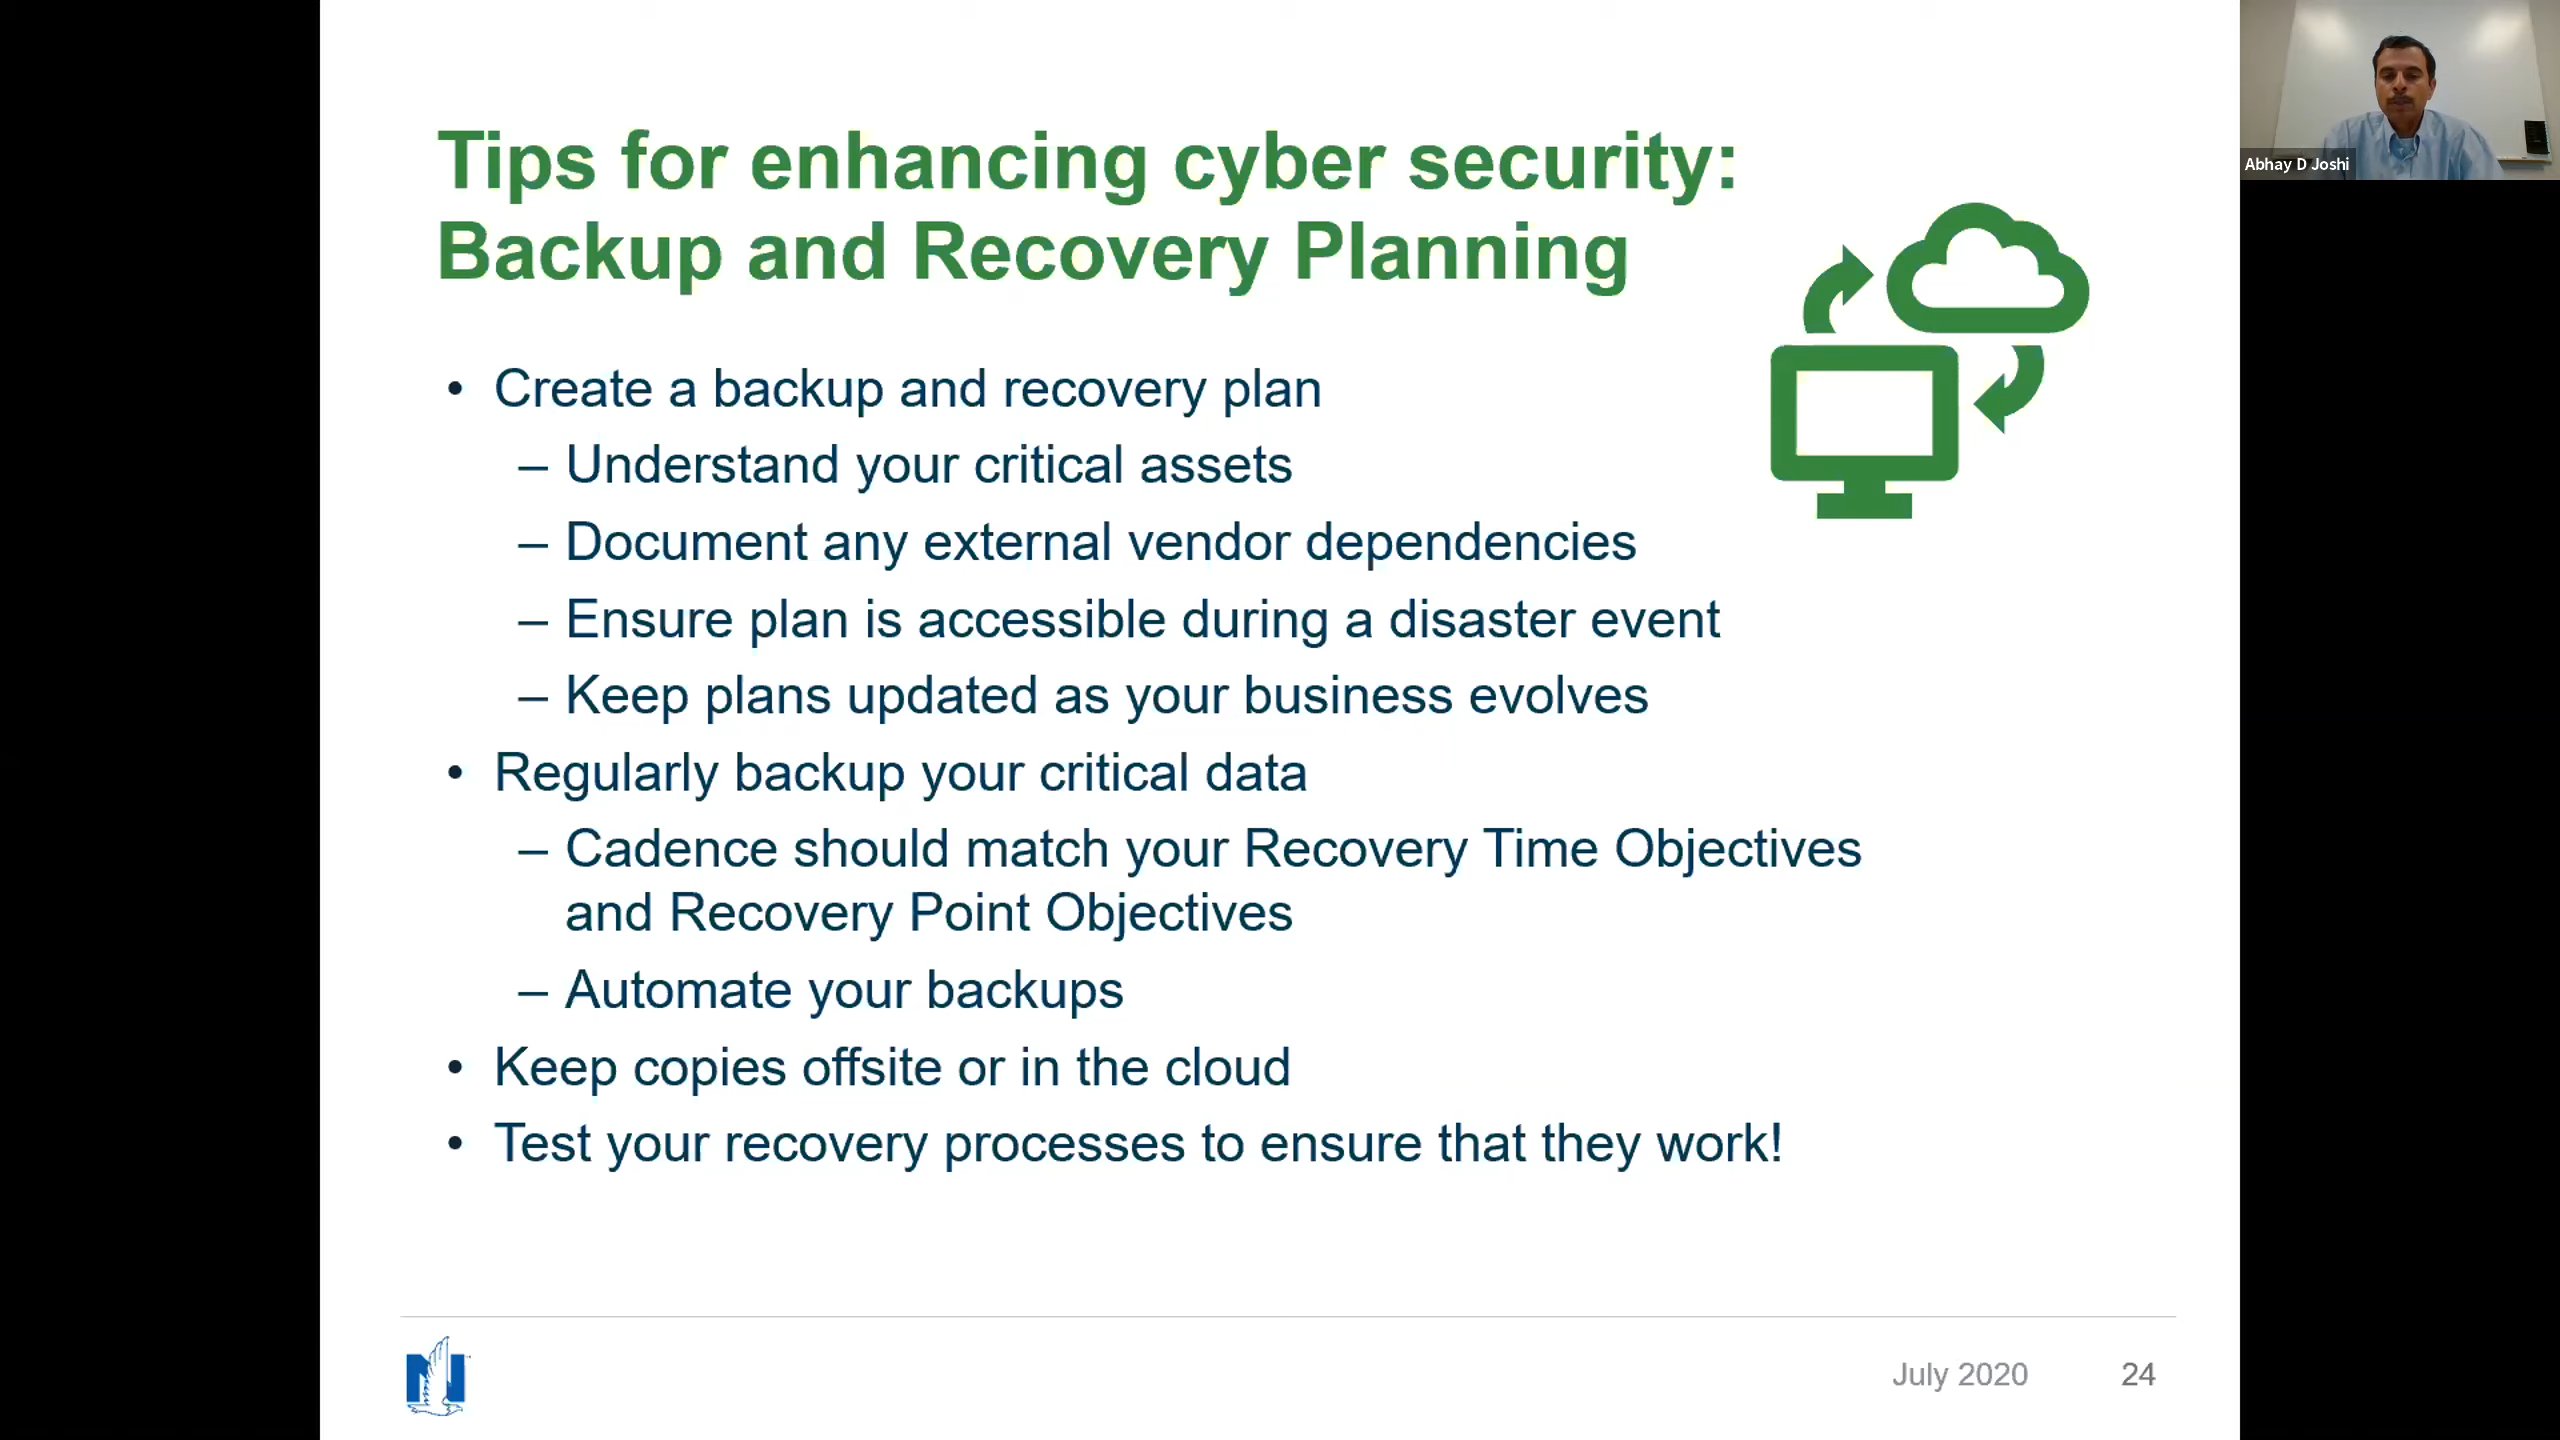 Tips for enhancing cyber security:
Backup and Recovery Planning
• Create a backup and recovery plan
– Understand your critical assets
– Document any external vendor dependencies
– Ensure plan is accessible during a disaster event
– Keep plans updated as your business evolves
• Regularly backup your critical data
– Cadence should match your Recovery Time Objectives
and Recovery Point Objectives
– Automate your backups
• Keep copies offsite or in the cloud
• Test your recovery processes to ensure that they work!
N
July 2020 24
Abhay D Joshi